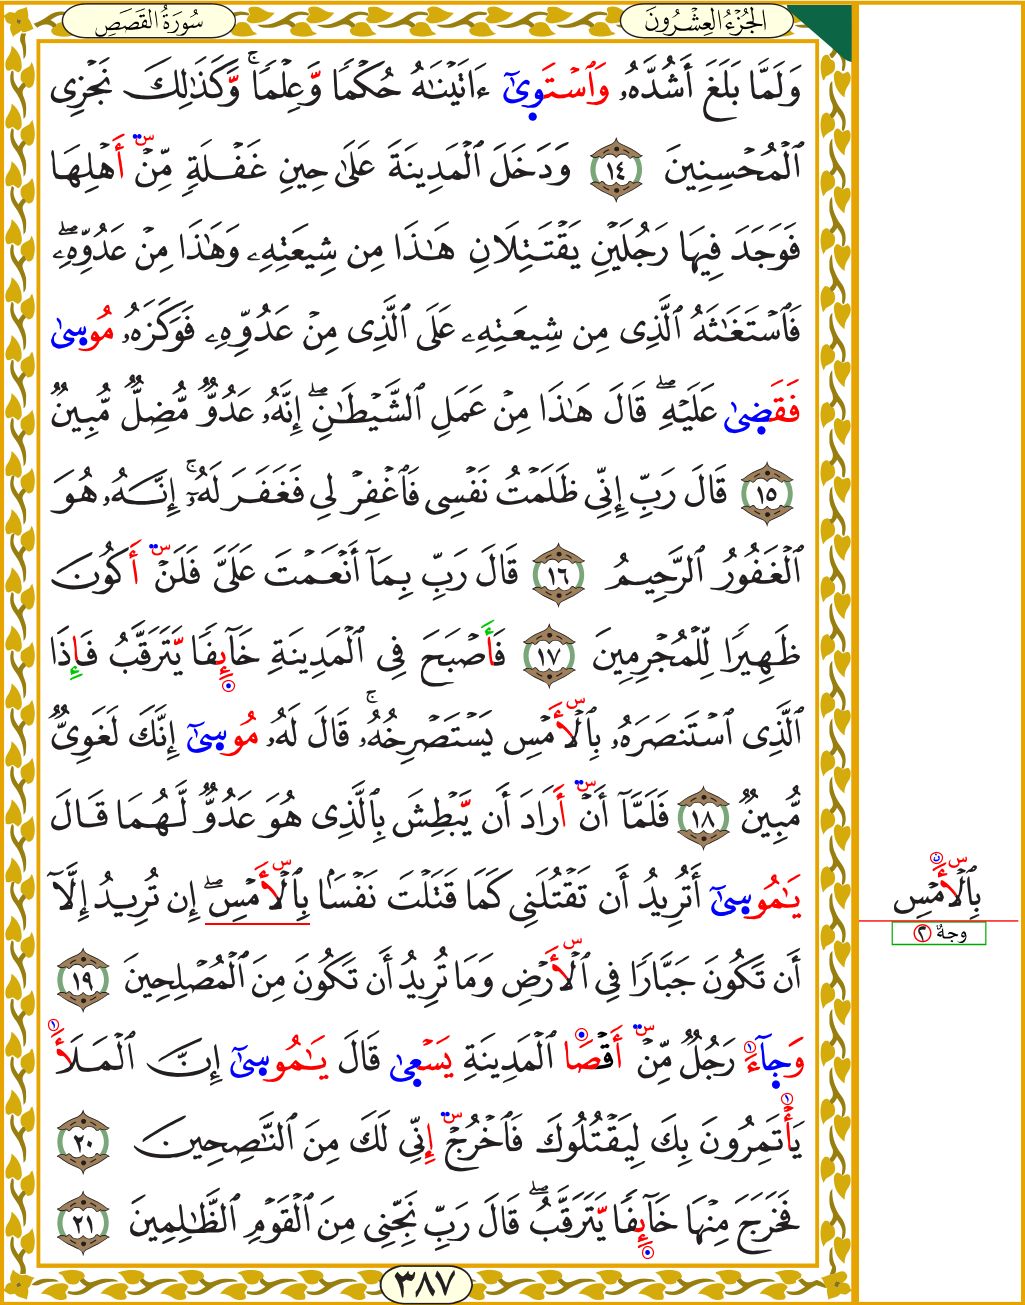 سُورَةُ القَصَصِ
الجُزْءُ العِشْرُونَ
وَلَمَّا بَلَغَ أَشُدَّهُۥ وَٱسْتَوِىٰٓ ءَاتَيْنَـٰهُ حُكْمًا وَّعِلْمًا ۚ وَّكَذَٰلِكَ نَجْزِى
ٱلْمُحْسِنِينَ ١٤ وَدَخَلَ ٱلْمَدِينَةَ عَلَىٰ حِينِ غَفْلَةٍ مِّنْ أَهْلِهَا
فَوَجَدَ فِيهَا رَجُلَيْنِ يَقْتَتِلَانِ هَـٰذَا مِن شِيعَتِهِۦ وَهَـٰذَا مِنْ عَدُوِّهِۦ ۖ
فَٱسْتَغَـٰثَهُ ٱلَّذِى مِن شِيعَتِهِۦ عَلَى ٱلَّذِى مِنْ عَدُوِّهِۦ فَوَكَزَهُۥ مُوسِىٰ
فَقَضِىٰ عَلَيْهِ ۖ قَالَ هَـٰذَا مِنْ عَمَلِ ٱلشَّيْطَـٰنِ ۖ إِنَّهُۥ عَدُوٌّ مُّضِلٌّ مُّبِينٌ
١٥ قَالَ رَبِّ إِنِّى ظَلَمْتُ نَفْسِى فَٱغْفِرْ لِى فَغَفَرَ لَهُۥٓ ۚ إِنَّهُۥ هُوَ
ٱلْغَفُورُ ٱلرَّحِيمُ ١٦ قَالَ رَبِّ بِمَآ أَنْعَمْتَ عَلَىَّ فَلَنْ أَكُونَ
ظَهِيرًا لِّلْمُجْرِمِينَ ١٧ فَأَصْبَحَ فِى ٱلْمَدِينَةِ خَآئِفًا يَّتَرَقَّبُ فَإِذَا
ٱلَّذِى ٱسْتَنصَرَهُۥ بِٱلْأَمْسِ يَسْتَصْرِخُهُۥ ۚ قَالَ لَهُۥ مُوسِىٰٓ إِنَّكَ لَغَوِىٌّ
مُّبِينٌ ١٨ فَلَمَّآ أَنْ أَرَادَ أَن يَّبْطِشَ بِٱلَّذِى هُوَ عَدُوٌّ لَّهُمَا قَالَ
يَـٰمُوسِىٰٓ أَتُرِيدُ أَن تَقْتُلَنِى كَمَا قَتَلْتَ نَفْسًۢا بِٱلْأَمْسِ ۖ إِن تُرِيدُ إِلَّآ
أَن تَكُونَ جَبَّارًا فِى ٱلْأَرْضِ وَمَا تُرِيدُ أَن تَكُونَ مِنَ ٱلْمُصْلِحِينَ ١٩
وَجِآءَ رَجُلٌ مِّنْ أَقْصَا ٱلْمَدِينَةِ يَسْعِىٰ قَالَ يَـٰمُوسِىٰٓ إِنَّ ٱلْمَلَأَ
يَأْتَمِرُونَ بِكَ لِيَقْتُلُوكَ فَٱخْرُجْ إِنِّى لَكَ مِنَ ٱلنَّـٰصِحِينَ ٢٠
فَخَرَجَ مِنْهَا خَآئِفًا يَّتَرَقَّبُ ۖ قَالَ رَبِّ نَجِّنِى مِنَ ٱلْقَوْمِ ٱلظَّـٰلِمِينَ ٢١
٣٨٧
بِٱلْأَمْسِ
وجهٌ ٣